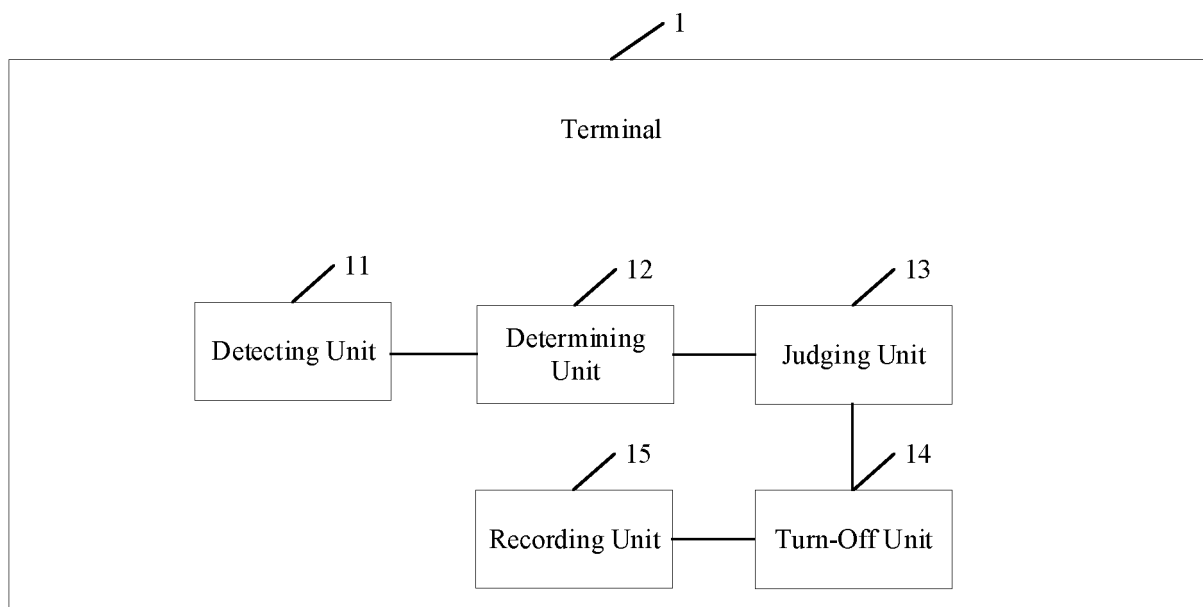 1
Terminal
11
12
13
Detecting Unit
Determining
Unit
Judging Unit
15
14
Recording Unit
Turn-Off Unit